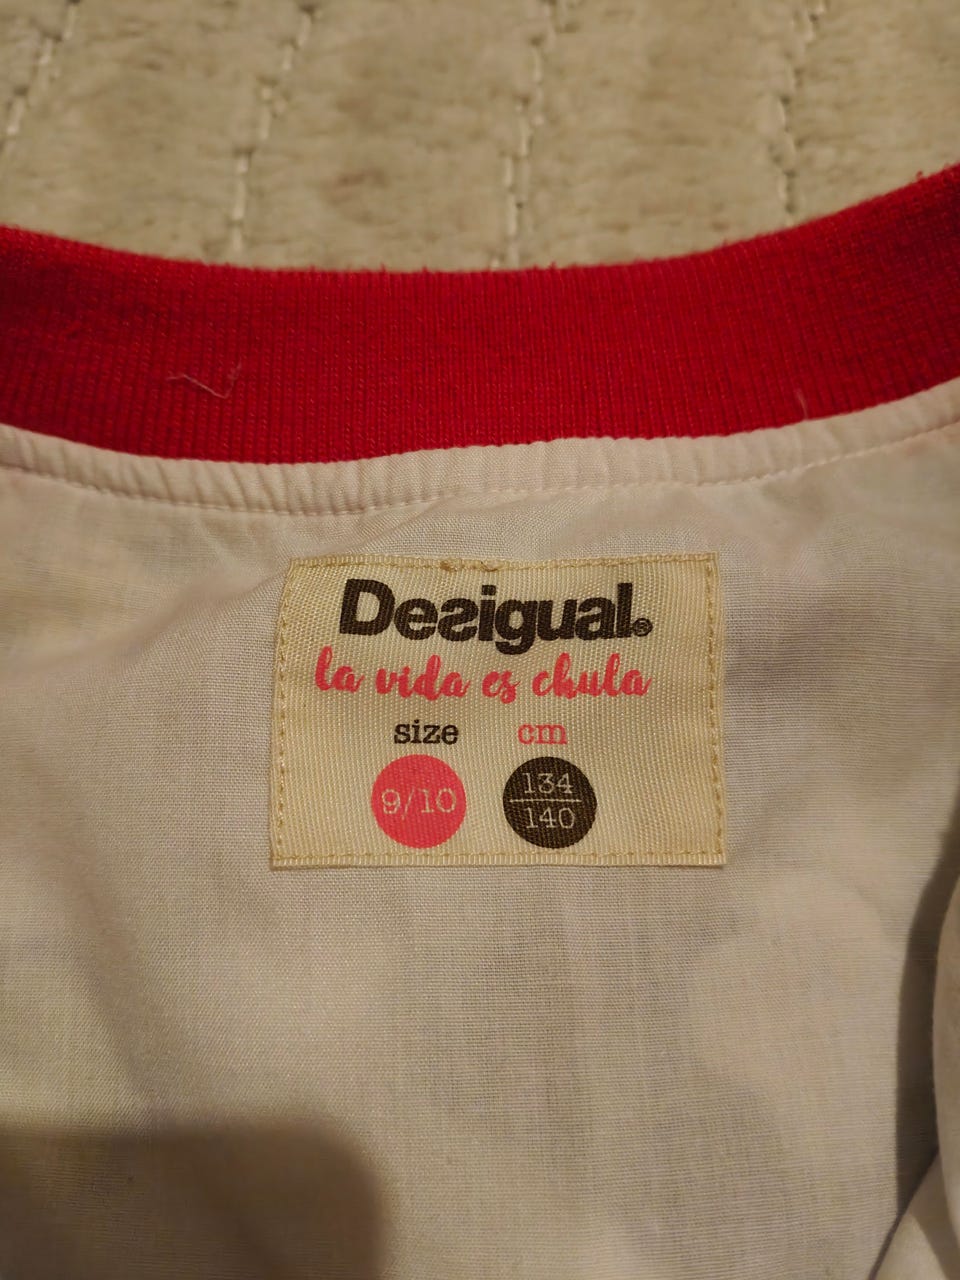 Desigual®
la vida es chula
size cm
9/10 134
140